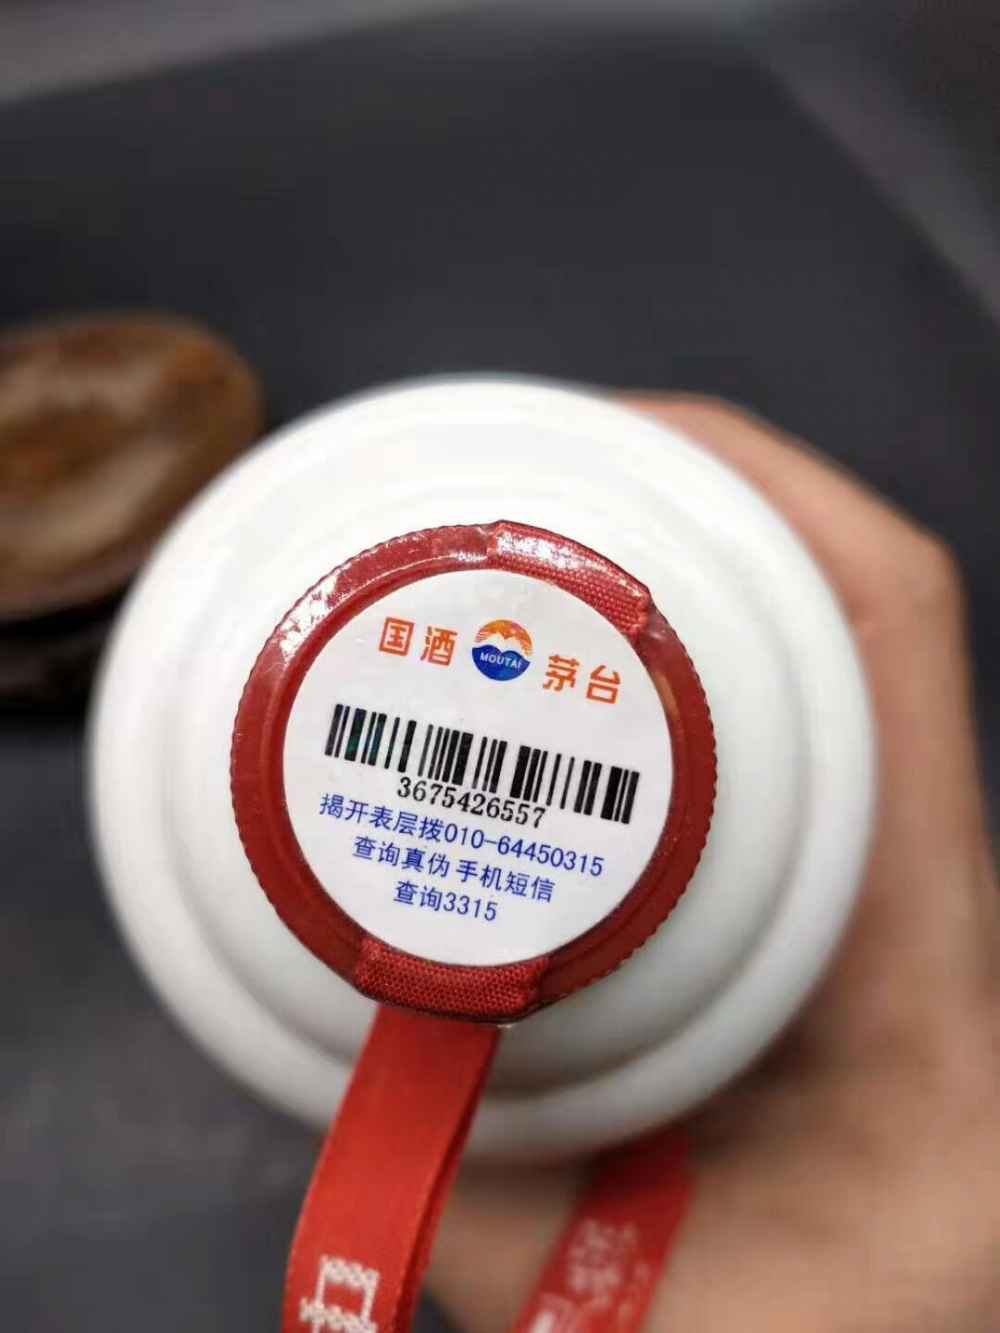 国酒 MOUTAI 茅台
3675426557
揭开表层拨010-64450315
查询真伪 手机短信
查询3315